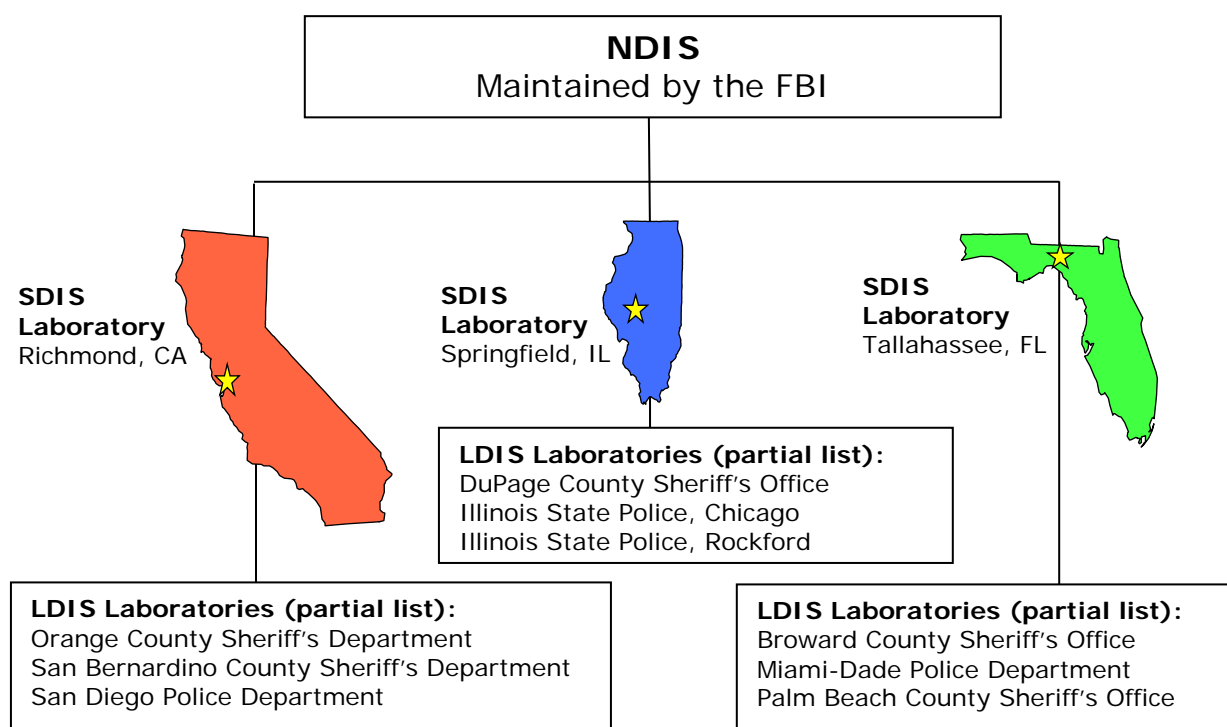 NDIS
Maintained by the FBI
SDIS
Laboratory
Richmond, CA
SDIS
Laboratory
Springfield, IL
SDIS
Laboratory
Tallahassee, FL
LDIS Laboratories (partial list):
DuPage County Sheriff's Office
Illinois State Police, Chicago
Illinois State Police, Rockford
LDIS Laboratories (partial list):
Orange County Sheriff's Department
San Bernardino County Sheriff's Department
San Diego Police Department
LDIS Laboratories (partial list):
Broward County Sheriff's Office
Miami-Dade Police Department
Palm Beach County Sheriff's Office